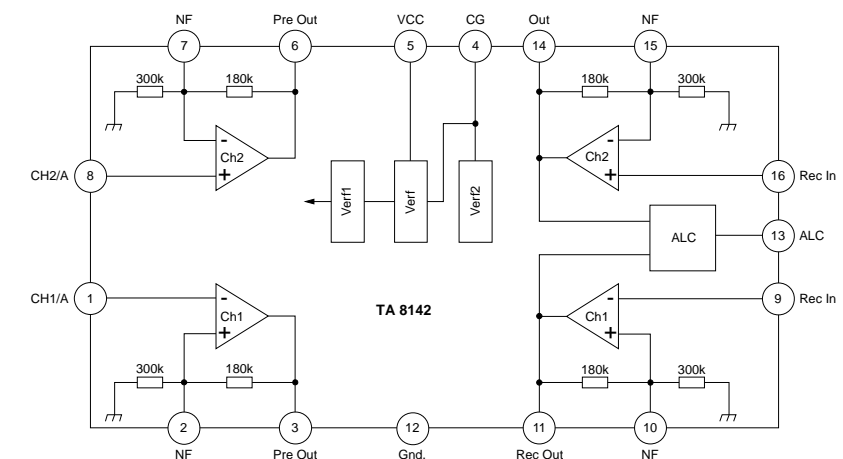 NF Pre Out VCC CG Out NF
7 6 5 4 14 15
300k 180k 180k 300k
- -
Ch2 Ch2
+ +
CH2/A 8 16 Rec In
Verf1 Verf Verf2
ALC 13 ALC
CH1/A 1 9 Rec In
- -
TA 8142
Ch1 Ch1
+ +
300k 180k 180k 300k
2 3 12 11 10
NF Pre Out Gnd. Rec Out NF